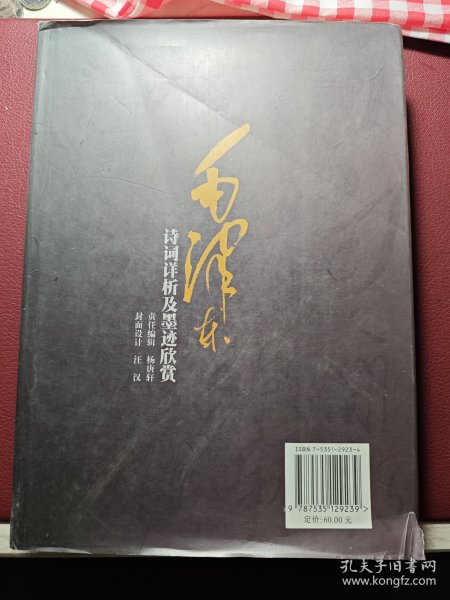 毛泽东
诗词详析及墨迹欣赏
责任编辑 杨唐轩
封面设计 汪汉
ISBN 7-5351-2923-4
9 787535 129239 >
定价:60.00元
孔夫子旧书网
www.kongfz.com